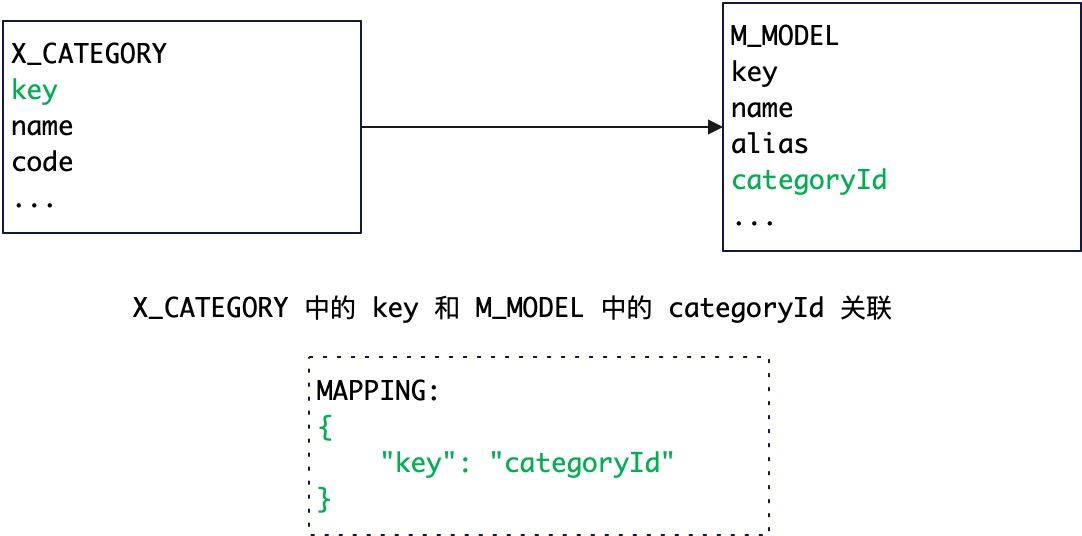 X_CATEGORY
key
name
code
...
M_MODEL
key
name
alias
categoryId
...
X_CATEGORY 中的 key 和 M_MODEL 中的 categoryId 关联
MAPPING:
{
    "key": "categoryId"
}